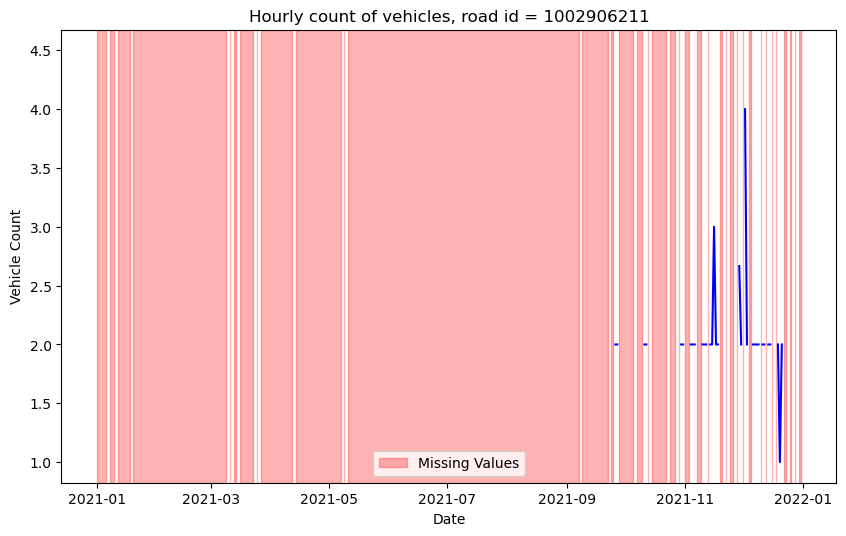 Hourly count of vehicles, road id = 1002906211
Vehicle Count
4.5
4.0
3.5
3.0
2.5
2.0
1.5
1.0
Missing Values
2021-01 2021-03 2021-05 2021-07 2021-09 2021-11 2022-01
Date